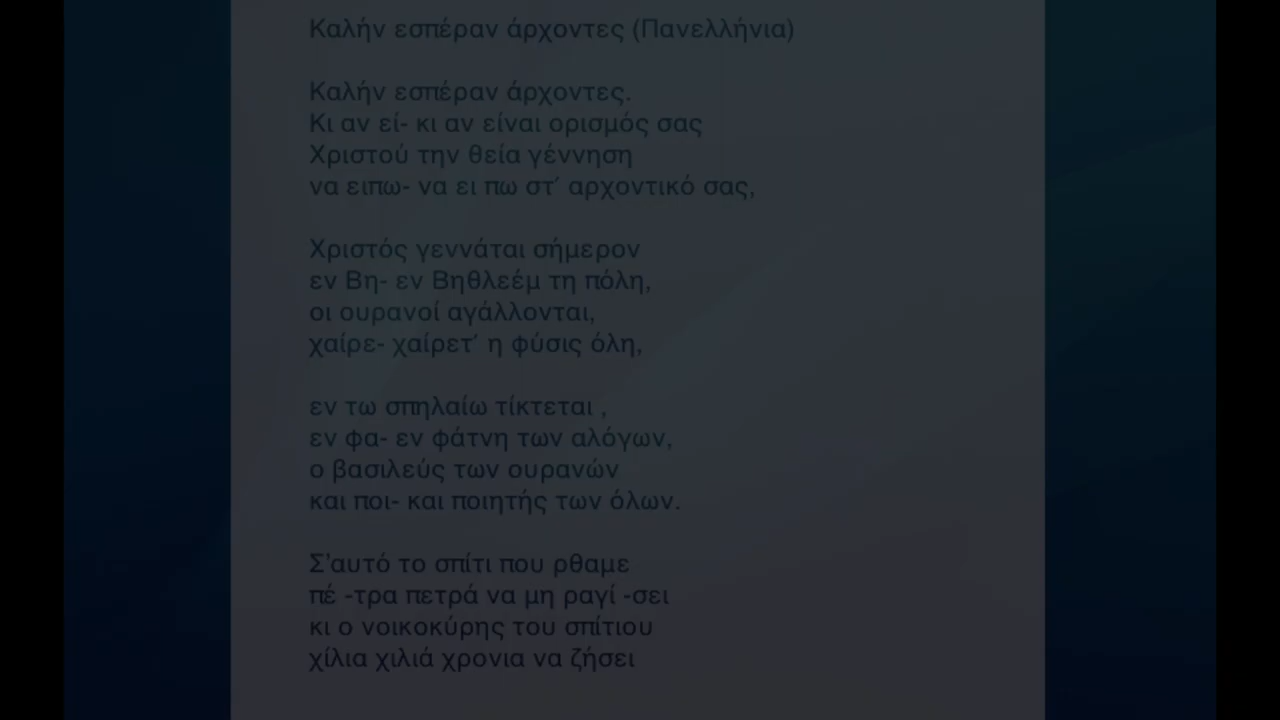 Καλήν εσπέραν άρχοντες (Πανελλήνια)
Καλήν εσπέραν άρχοντες.
Κι αν εί- κι αν είναι ορισμός σας
Χριστού την θεία γέννηση
να ειπω- να ει πω στ΄ αρχοντικό σας,
Χριστός γεννάται σήμερον
εν Βη- εν Βηθλεέμ τη πόλη,
οι ουρανοί αγάλλονται,
χαίρε- χαίρετ΄ η φύσις όλη,
εν τω σπηλαίω τίκτεται ,
εν φα- εν φάτνη των αλόγων,
ο βασιλεύς των ουρανών
και ποι- και ποιητής των όλων.
Σ'αυτό το σπίτι που ρθαμε
πέ -τρα πετρά να μη ραγί -σει
κι ο νοικοκύρης του σπίτιου
χίλια χιλιά χρονια να ζήσει